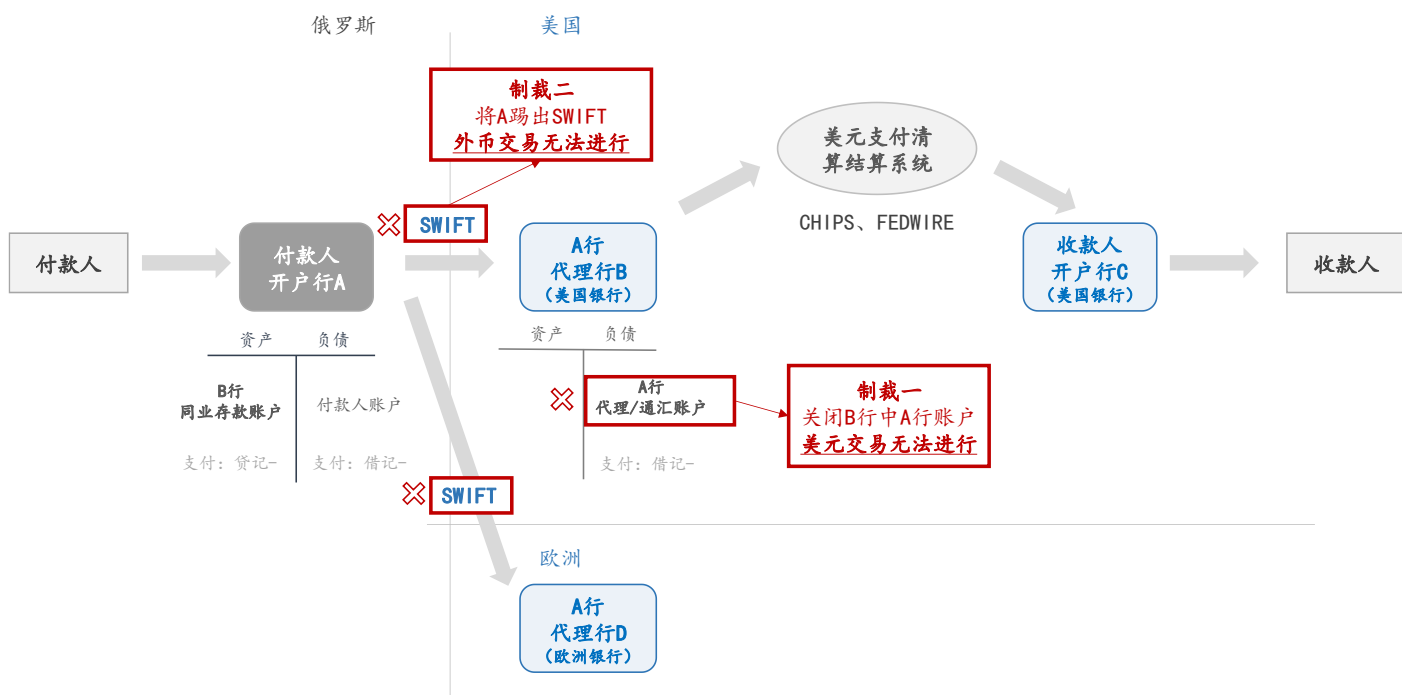 俄罗斯
美国
制裁二
将A踢出SWIFT
外币交易无法进行
美元支付清
算结算系统
CHIPS、FEDWIRE
SWIFT
付款人
付款人
开户行A
A行
代理行B
(美国银行)
收款人
开户行C
(美国银行)
收款人
资产
负债
B行
同业存款账户
付款人账户
支付: 贷记-
支付: 借记-
资产
负债
A行
代理/通汇账户
支付: 借记-
制裁一
关闭B行中A行账户
美元交易无法进行
SWIFT
欧洲
A行
代理行D
(欧洲银行)